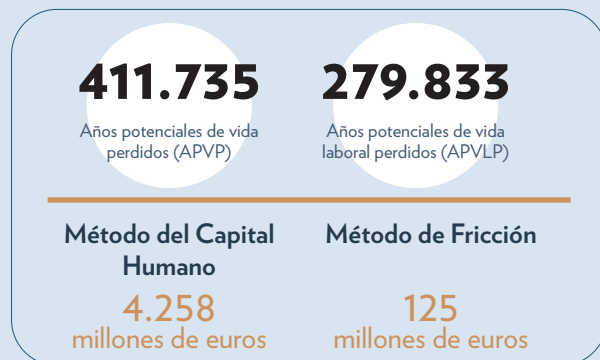 411.735
Años potenciales de vida
perdidos (APVP)
279.833
Años potenciales de vida
laboral perdidos (APVLP)
Método del Capital
Humano
4.258
millones de euros
Método de Fricción
125
millones de euros